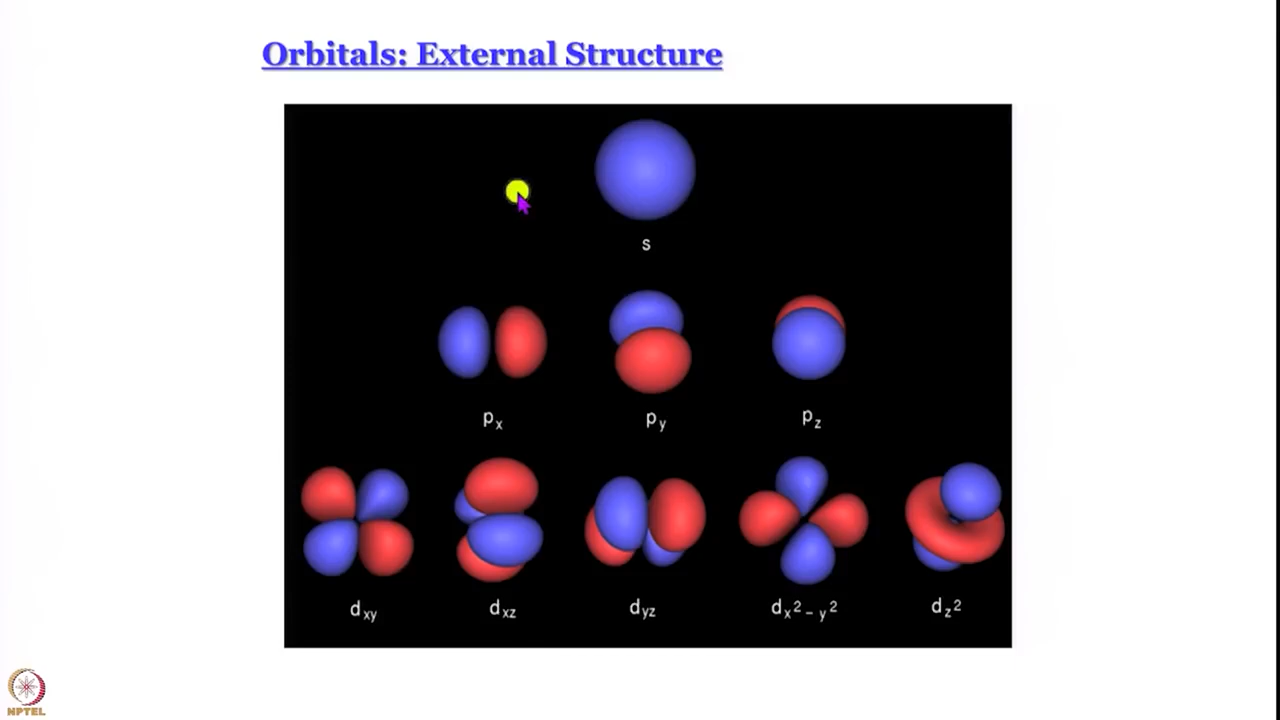 Orbitals: External Structure
s
px py pz
dxy dxz dyz dx2-y2 dz2
NPTEL